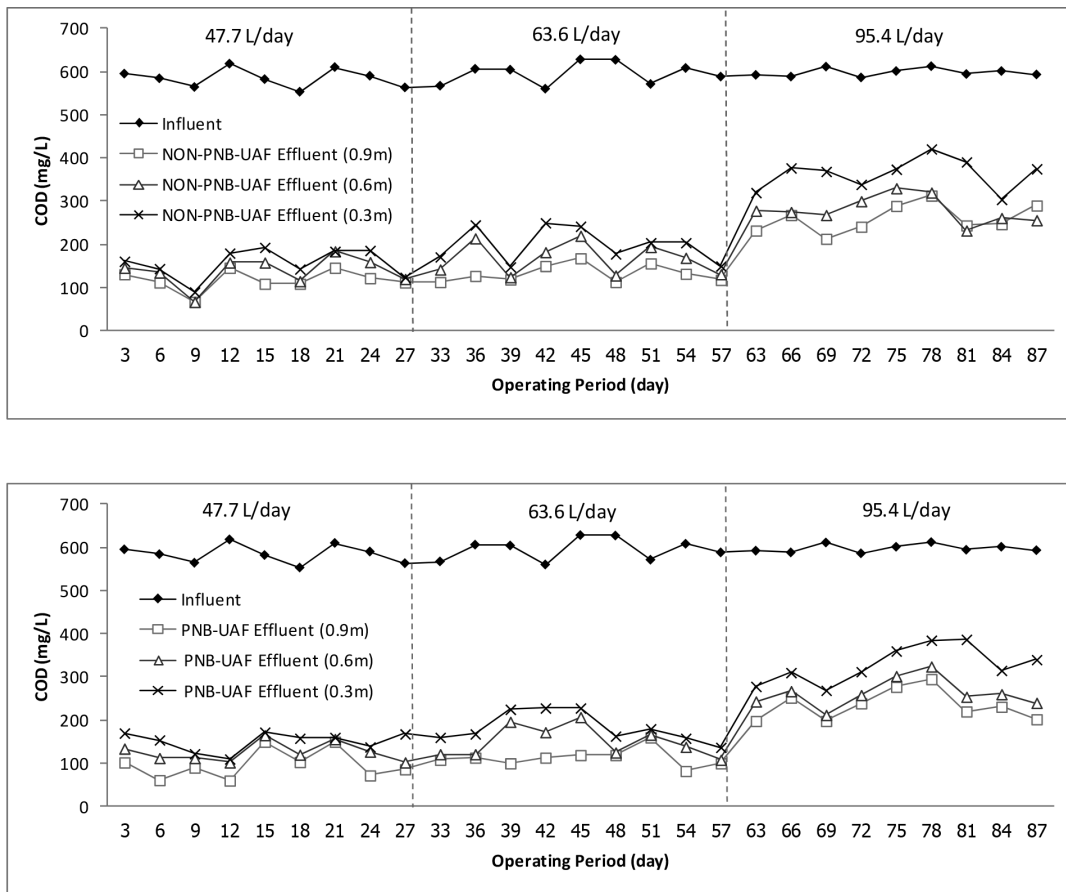 700
600
500
400
300
200
100
0
COD (mg/L)
47.7 L/day
63.6 L/day
95.4 L/day
Influent
NON-PNB-UAF Effluent (0.9m)
NON-PNB-UAF Effluent (0.6m)
NON-PNB-UAF Effluent (0.3m)
3 6 9 12 15 18 21 24 27 33 36 39 42 45 48 51 54 57 63 66 69 72 75 78 81 84 87
Operating Period (day)
700
600
500
400
300
200
100
0
COD (mg/L)
47.7 L/day
63.6 L/day
95.4 L/day
Influent
PNB-UAF Effluent (0.9m)
PNB-UAF Effluent (0.6m)
PNB-UAF Effluent (0.3m)
3 6 9 12 15 18 21 24 27 33 36 39 42 45 48 51 54 57 63 66 69 72 75 78 81 84 87
Operating Period (day)